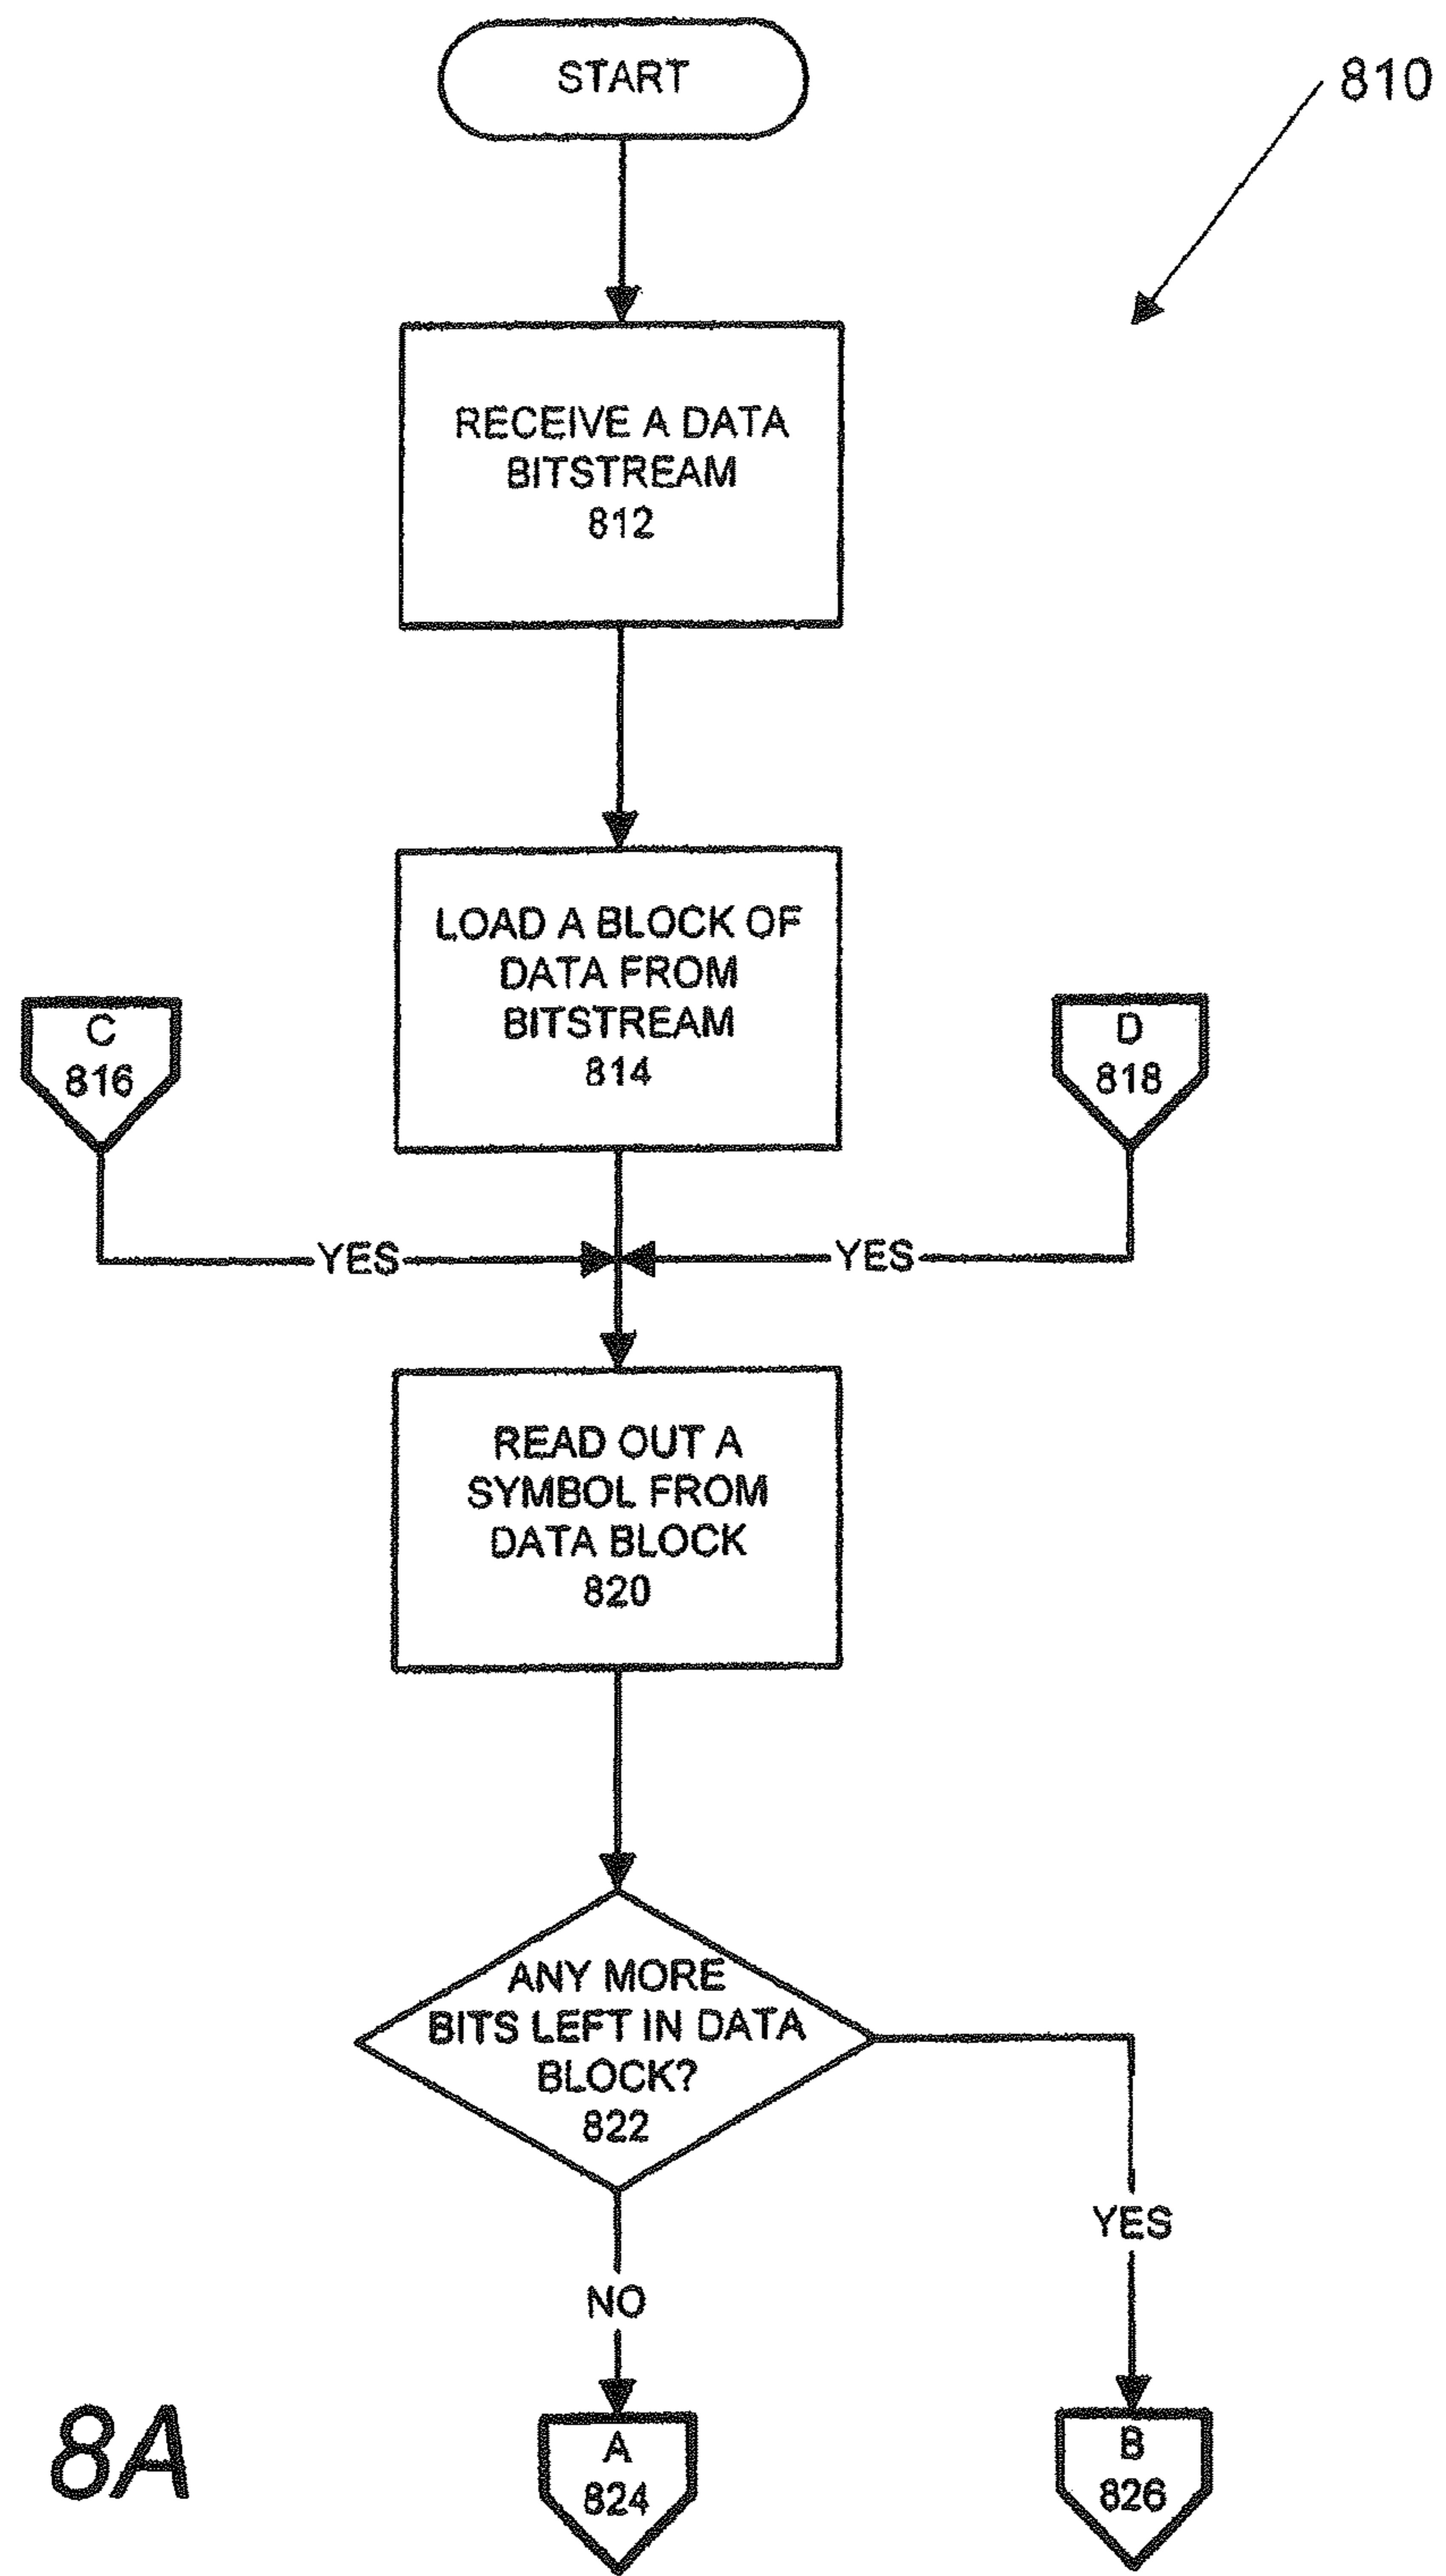 START
810
RECEIVE A DATA
BITSTREAM
812
LOAD A BLOCK OF
DATA FROM
BITSTREAM
814
C
816
D
818
YES
YES
READ OUT A
SYMBOL FROM
DATA BLOCK
820
ANY MORE
BITS LEFT IN DATA
BLOCK?
822
YES
NO
A
824
B
826
8A